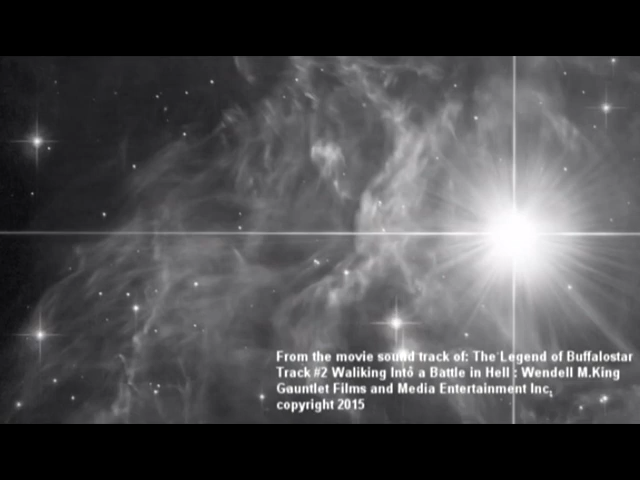 From the movie sound track of: The Legend of Buffalostar
Track #2 Waliking Into a Battle in Hell : Wendell M.King
Gauntlet Films and Media Entertainment Inc,
copyright 2015